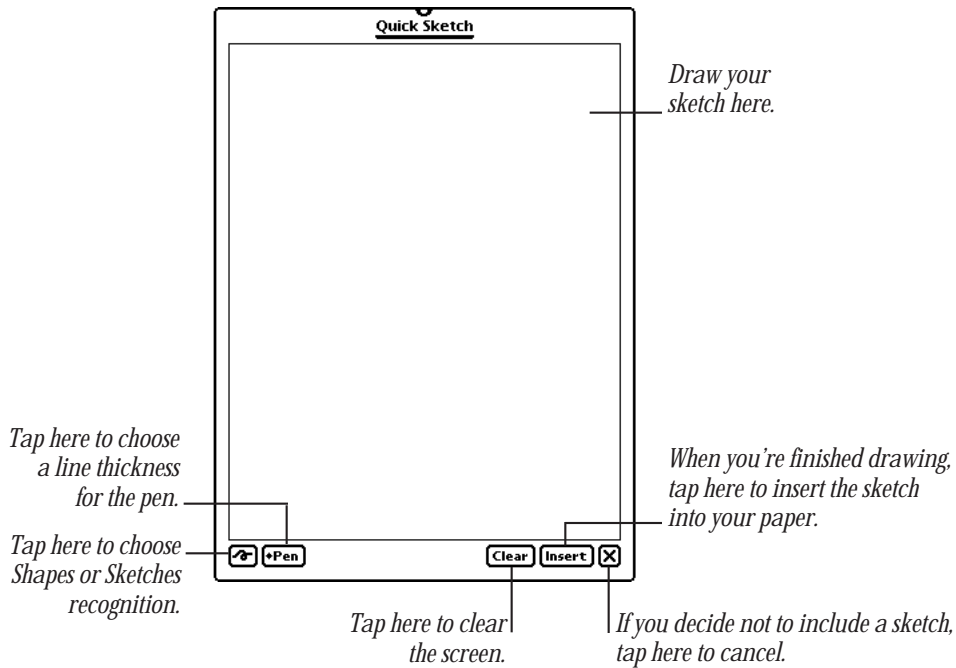 Quick Sketch
Draw your
sketch here.
Tap here to choose
a line thickness
for the pen.
When you're finished drawing,
tap here to insert the sketch
into your paper.
Tap here to choose
Shapes or Sketches
recognition.
Pen
Clear
Insert
Tap here to clear
the screen.
If you decide not to include a sketch,
tap here to cancel.